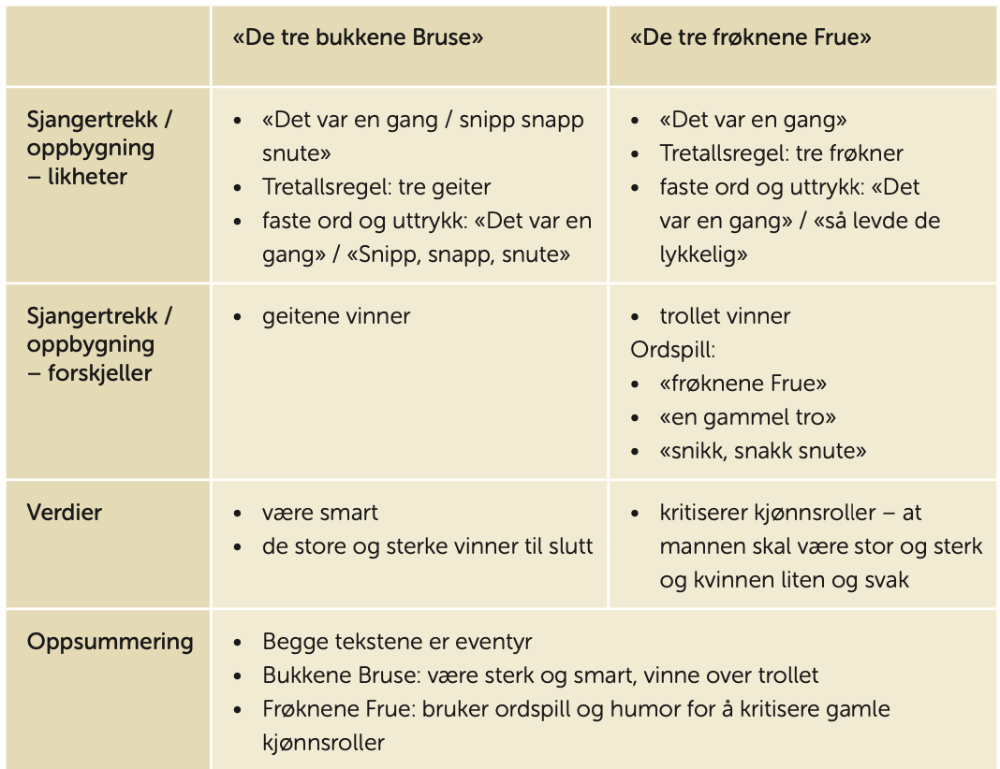 «De tre bukkene Bruse»
«De tre frøknene Frue»
Sjangertrekk /
oppbygning
– likheter
• «Det var en gang / snipp snapp
snute»
• Tretallsregel: tre geiter
• faste ord og uttrykk: «Det var en
gang» / «Snipp, snapp, snute»
• «Det var en gang»
• Tretallsregel: tre frøkner
• faste ord og uttrykk: «Det
var en gang» / «så levde de
lykkelig»
Sjangertrekk /
oppbygning
– forskjeller
• geitene vinner
• trollet vinner
Ordspill:
• «frøknene Frue»
• «en gammel tro»
• «snikk, snakk snute»
Verdier
• være smart
• de store og sterke vinner til slutt
• kritiserer kjønnsroller – at
mannen skal være stor og sterk
og kvinnen liten og svak
Oppsummering
• Begge tekstene er eventyr
• Bukkene Bruse: være sterk og smart, vinne over trollet
• Frøknene Frue: bruker ordspill og humor for å kritisere gamle
kjønnsroller